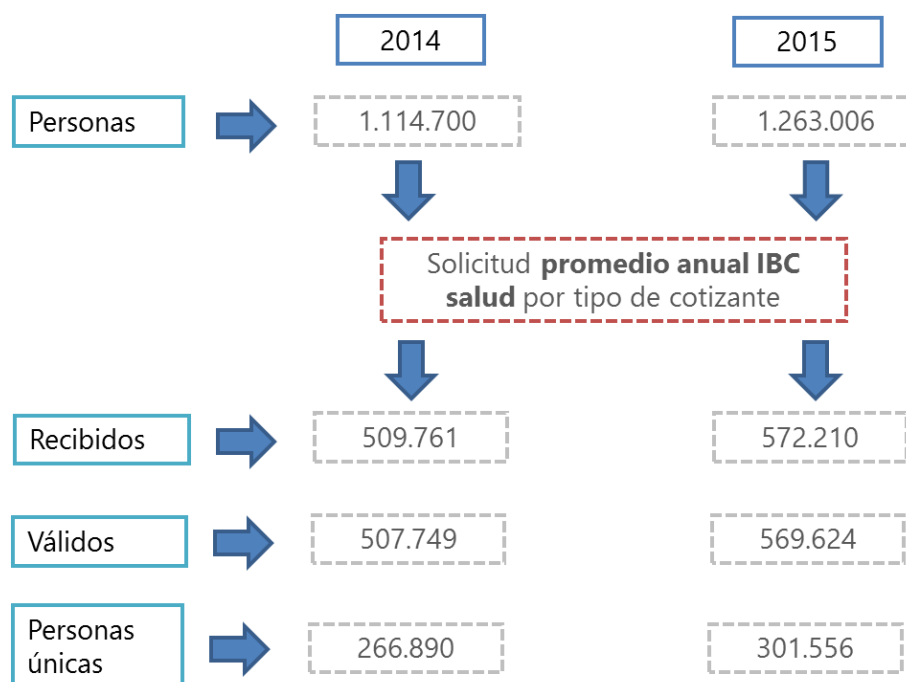 2014
2015
Personas
1.114.700
1.263.006
Solicitud promedio anual IBC
salud por tipo de cotizante
Recibidos
509.761
572.210
Válidos
507.749
569.624
Personas
únicas
266.890
301.556